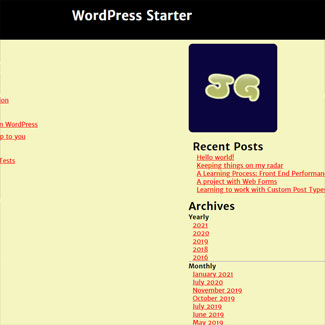 WordPress Starter
JG
ion
n WordPress
p to you
Tests
Recent Posts
Hello world!
Keeping things on my radar
A Learning Process: Front End Performan
A project with Web Forms
Learning to work with Custom Post Type
Archives
Yearly
2021
2020
2019
2018
2016
Monthly
January 2021
July 2020
November 2019
October 2019
July 2019
June 2019
May 2019